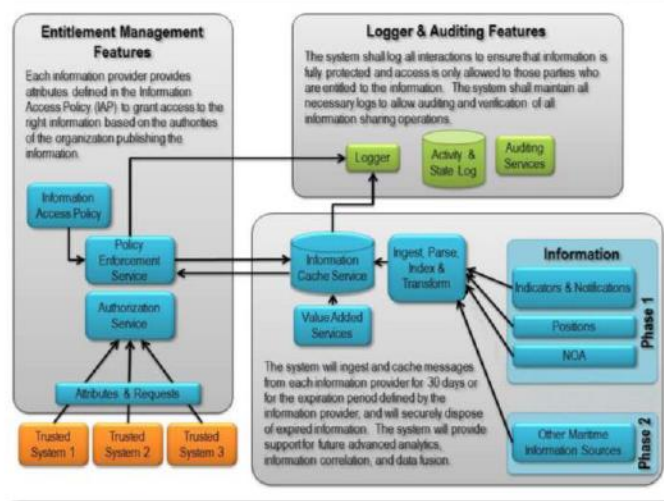 Entitlement Management
Features
Each information provider provides
attributes defined in the Information
Access Policy (IAP) to grant access to the
right information based on the authorities
of the organization publishing the
information.
Information
Access Policy
Policy
Enforcement
Service
Authorization
Service
Attributes & Requests
Trusted
System 1
Trusted
System 2
Trusted
System 3
Logger & Auditing Features
The system shall log all interactions to ensure that information is
fully protected and access is only allowed to those parties who
are entitled to the information. The system shall maintain all
necessary logs to allow auditing and verification of all
information sharing operations.
Logger
Activity &
State Log
Auditing
Services
Information
Cache Service
Ingest, Parse,
Index &
Transform
Value Added
Services
Information
Indicators & Notifications
Positions
NOA
Phase 1
The system will ingest and cache messages
from each information provider for 30 days or
for the expiration period defined by the
information provider, and will securely dispose
of expired information. The system will provide
support for future advanced analytics,
information correlation, and data fusion.
Other Maritime
Information Sources
Phase 2